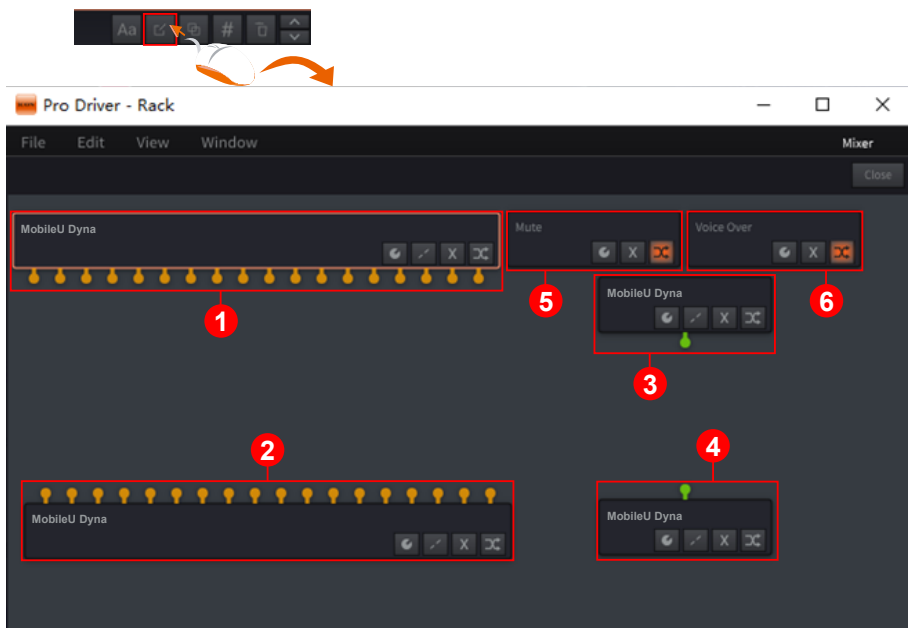 Aa #
Pro Driver - Rack
File Edit View Window Mixer
Close
MobileU Dyna
X
1
Mute
X
5
Voice Over
X
6
MobileU Dyna
X
3
2
MobileU Dyna
X
4
MobileU Dyna
X